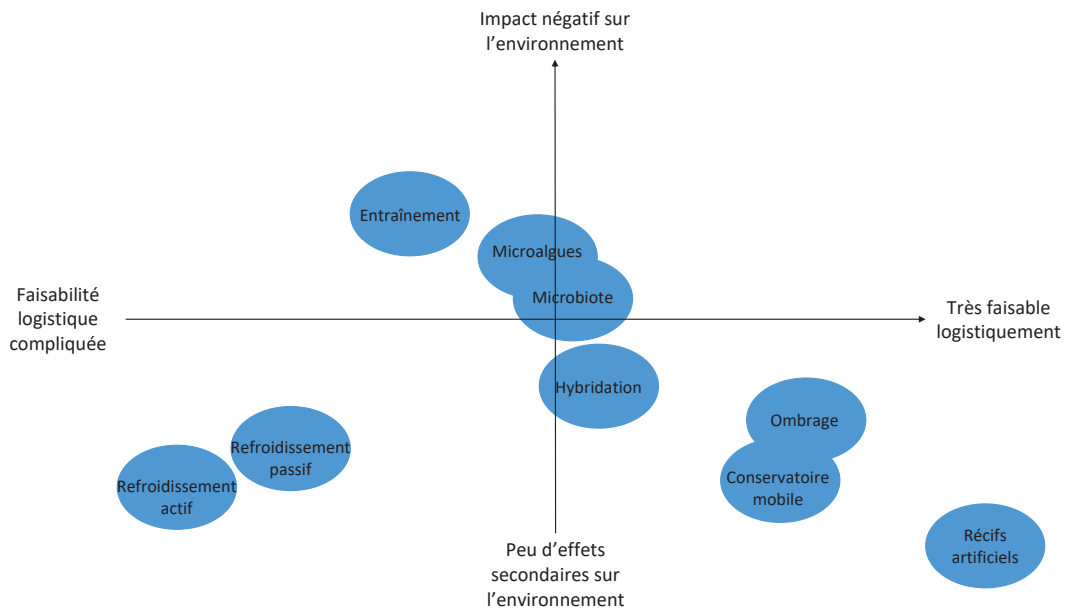 Impact négatif sur
l'environnement
Entraînement
Microalgues
Microbiote
Faisabilité
logistique
compliquée
Très faisable
logistiquement
Hybridation
Ombrage
Refroidissement
passif
Refroidissement
actif
Conservatoire
mobile
Récifs
artificiels
Peu d'effets
secondaires sur
l'environnement